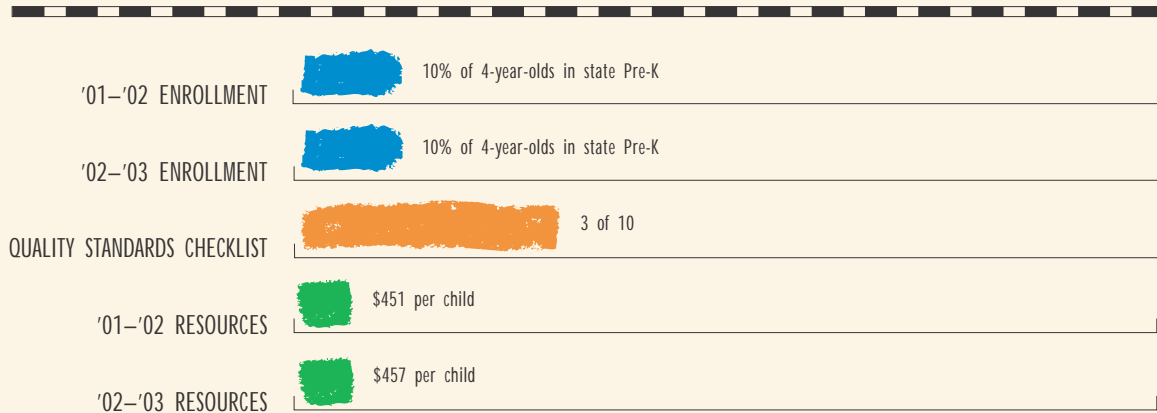 10% of 4-year-olds in state Pre-K
'01–'02 ENROLLMENT
10% of 4-year-olds in state Pre-K
'02–'03 ENROLLMENT
3 of 10
QUALITY STANDARDS CHECKLIST
$451 per child
'01–'02 RESOURCES
$457 per child
'02–'03 RESOURCES